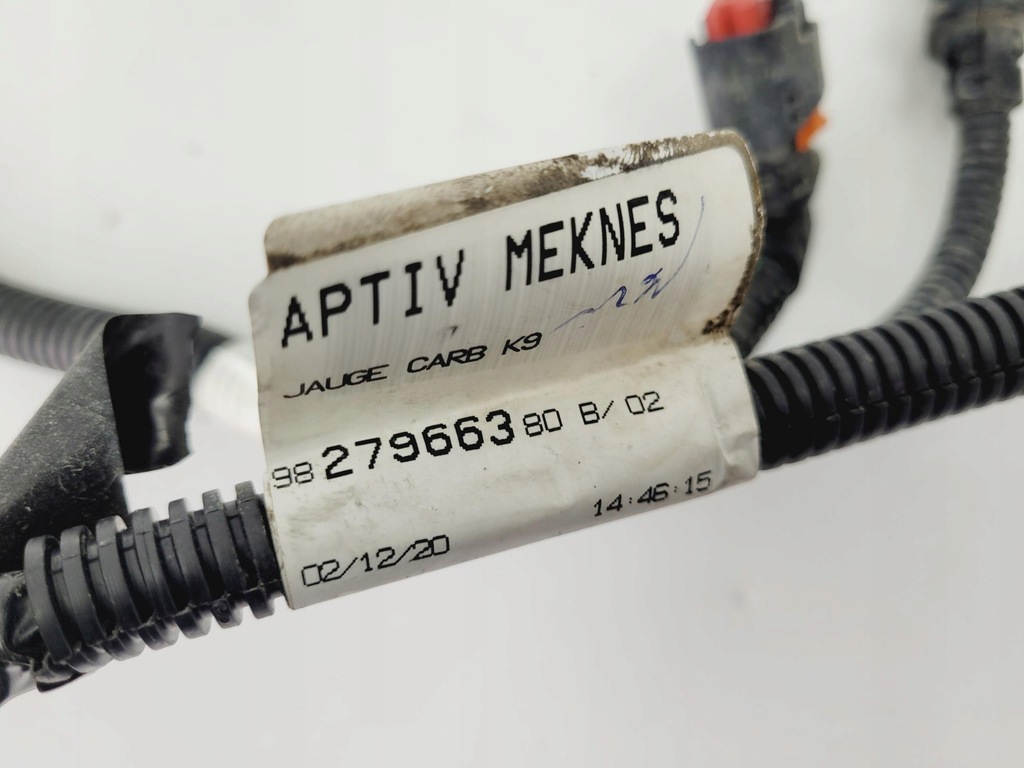 APTIV MEKNES
JAUGE CARB K9
98 279663 80 B/02
02/12/20 14:46:15